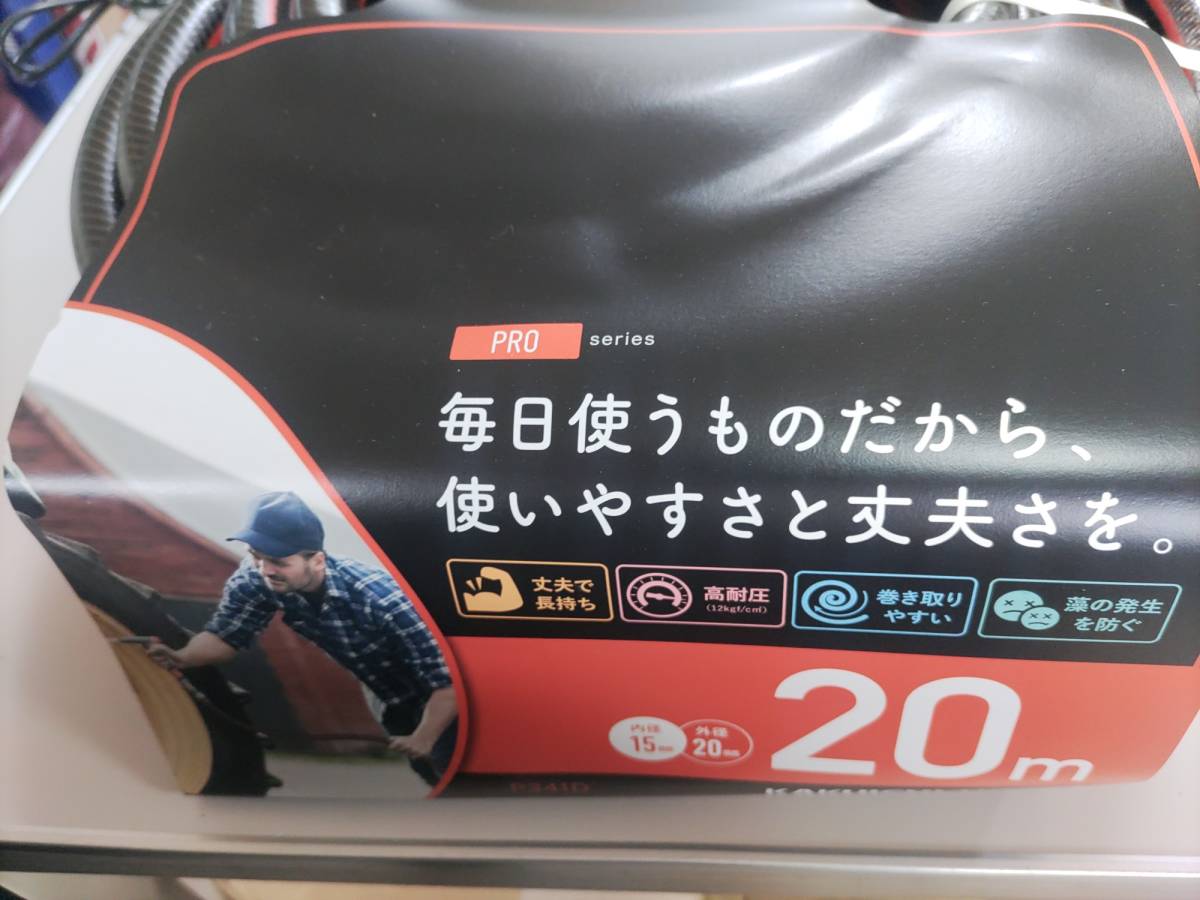 PRO series
毎日使うものだから、
使いやすさと丈夫さを。
丈夫で
長持ち
高耐圧
(12kgf/c㎡)
巻き取り
やすい
藻の発生
を防ぐ
内径
15mm
外径
20mm
20m